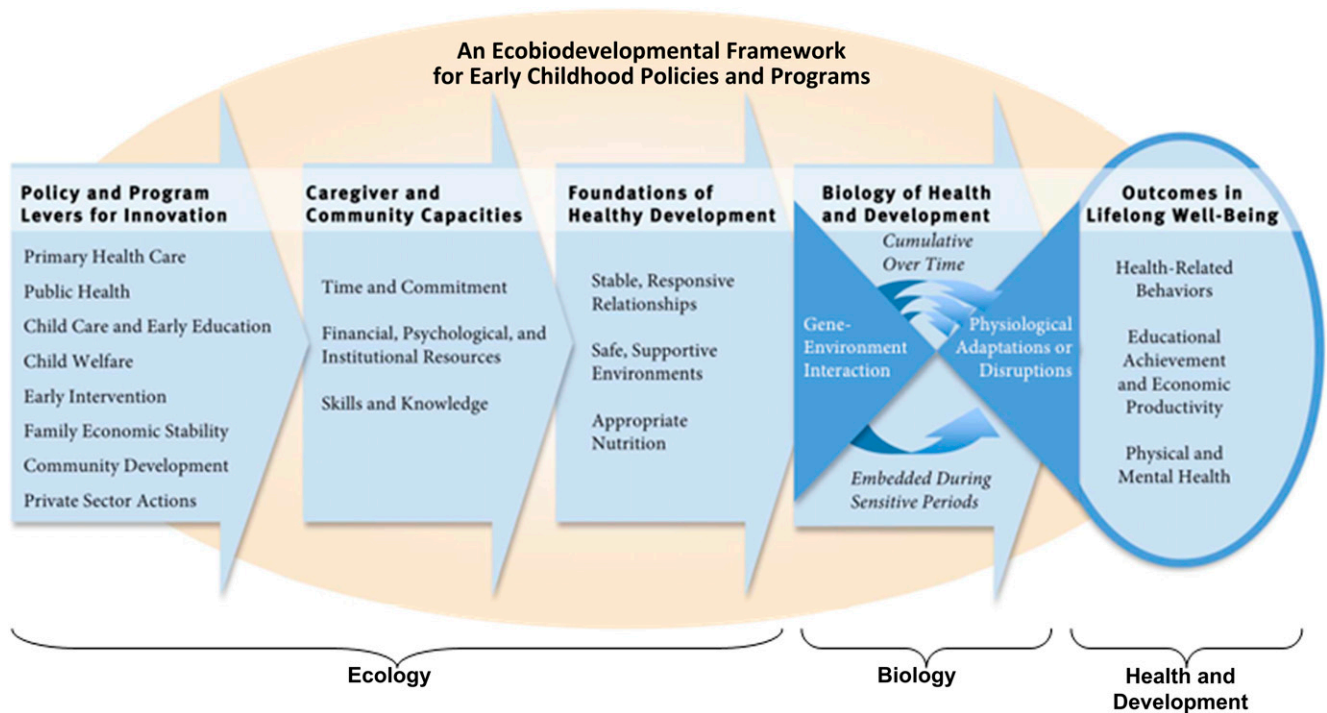 An Ecobiodevelopmental Framework
for Early Childhood Policies and Programs
Policy and Program
Levers for Innovation
Primary Health Care
Public Health
Child Care and Early Education
Child Welfare
Early Intervention
Family Economic Stability
Community Development
Private Sector Actions
Caregiver and
Community Capacities
Time and Commitment
Financial, Psychological, and
Institutional Resources
Skills and Knowledge
Foundations of
Healthy Development
Stable, Responsive
Relationships
Safe, Supportive
Environments
Appropriate
Nutrition
Biology of Health
and Development
Cumulative
Over Time
Gene-
Environment
Interaction
Physiological
Adaptations or
Disruptions
Embedded During
Sensitive Periods
Outcomes in
Lifelong Well-Being
Health-Related
Behaviors
Educational
Achievement
and Economic
Productivity
Physical and
Mental Health
Ecology
Biology
Health and
Development